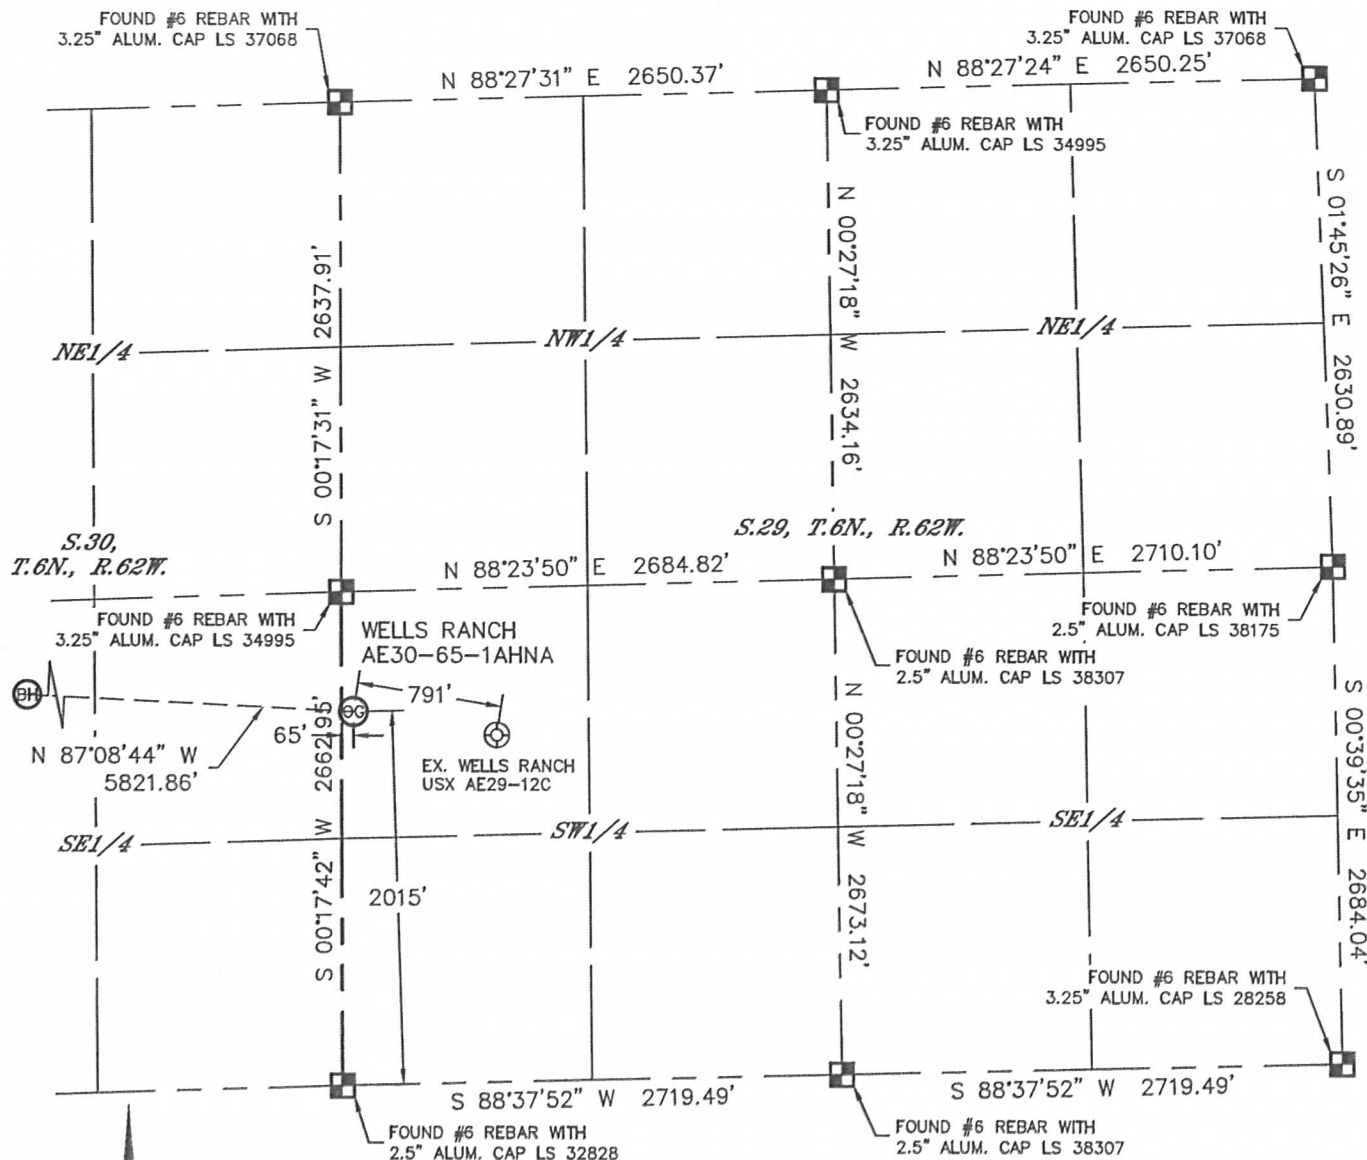 FOUND #6 REBAR WITH
3.25" ALUM. CAP LS 37068
FOUND #6 REBAR WITH
3.25" ALUM. CAP LS 37068
N 88°27'31" E 2650.37'
N 88°27'24" E 2650.25'
FOUND #6 REBAR WITH
3.25" ALUM. CAP LS 34995
S 00°17'31" W 2637.91'
N 00°27'18" W 2634.16'
S 01°45'26" E 2630.89'
NE1/4
NW1/4
NE1/4
S.30,
T.6N., R.62W.
S.29, T.6N., R.62W.
N 88°23'50" E 2684.82'
N 88°23'50" E 2710.10'
FOUND #6 REBAR WITH
3.25" ALUM. CAP LS 34995
FOUND #6 REBAR WITH
2.5" ALUM. CAP LS 38175
WELLS RANCH
AE30-65-1AHNA
FOUND #6 REBAR WITH
2.5" ALUM. CAP LS 38307
BH
791'
OG
65'
N 87°08'44" W
5821.86'
EX. WELLS RANCH
USX AE29-12C
S 00°17'42" W 2662.95'
N 00°27'18" W 2673.12'
S 00°39'35" E 2684.04'
SE1/4
SW1/4
SE1/4
2015'
FOUND #6 REBAR WITH
3.25" ALUM. CAP LS 28258
S 88°37'52" W 2719.49'
S 88°37'52" W 2719.49'
FOUND #6 REBAR WITH
2.5" ALUM. CAP LS 32828
FOUND #6 REBAR WITH
2.5" ALUM. CAP LS 38307